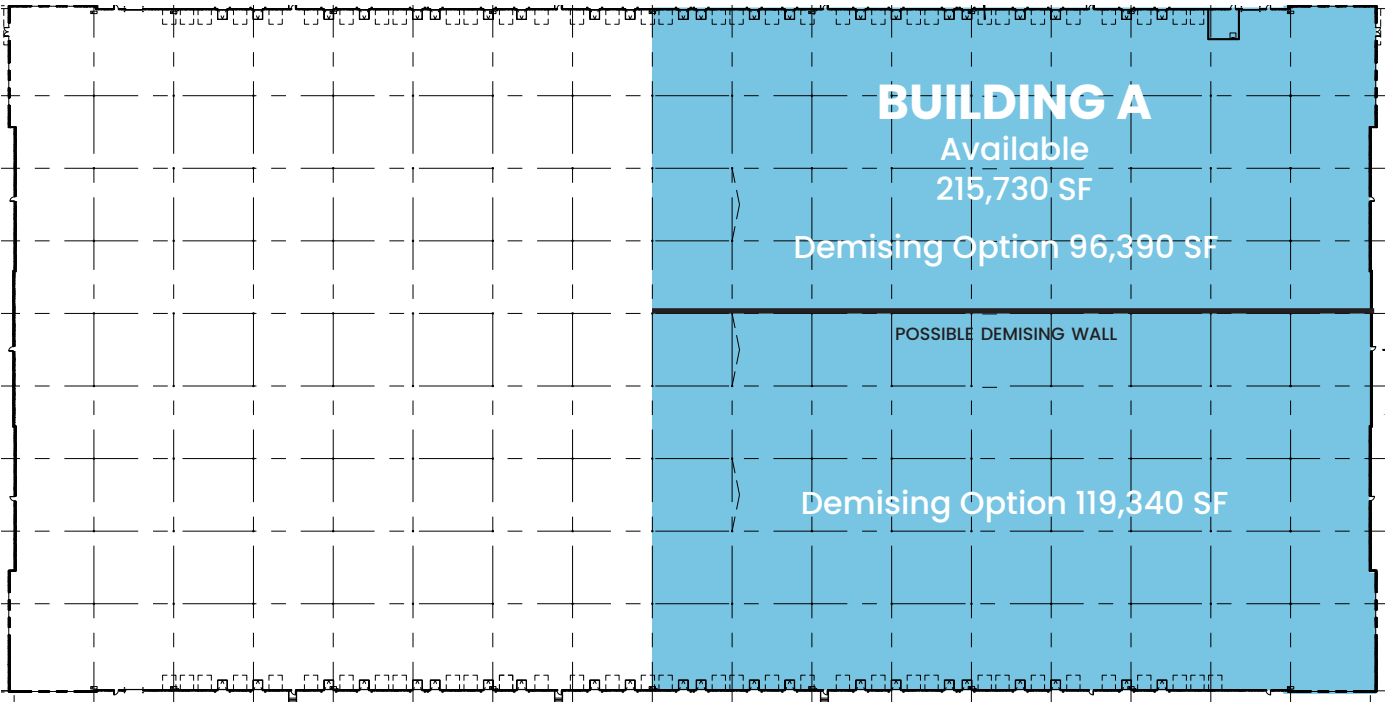 BUILDING A
Available
215,730 SF
Demising Option 96,390 SF
POSSIBLE DEMISING WALL
Demising Option 119,340 SF